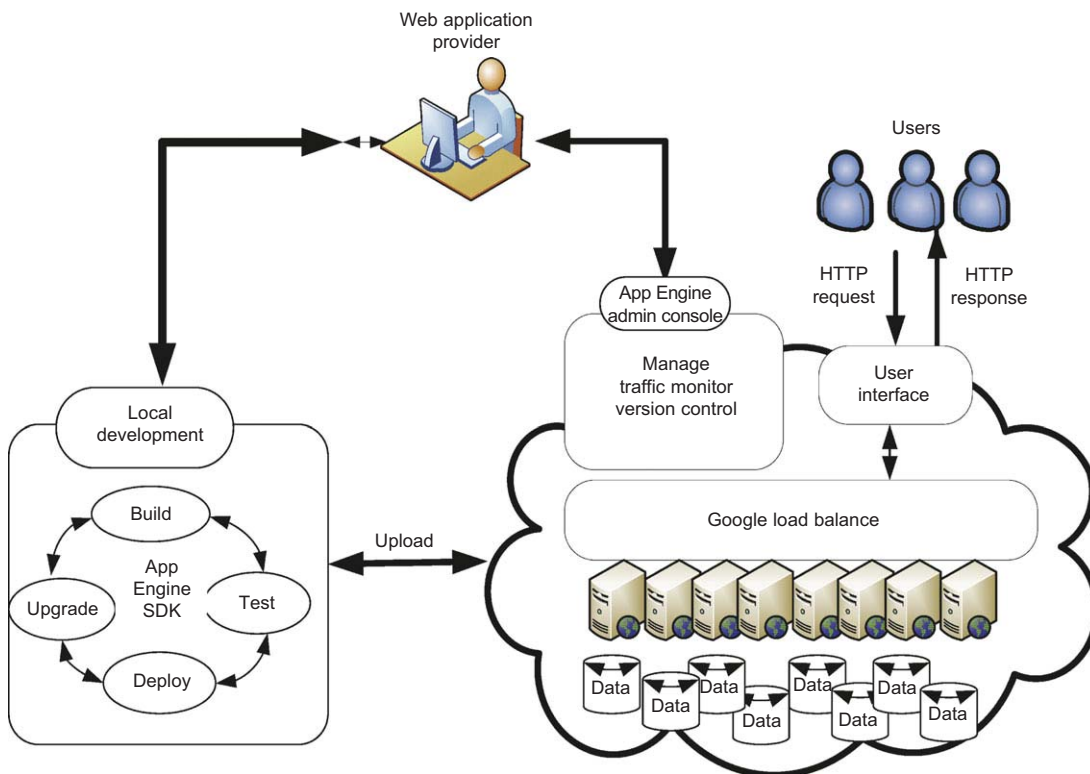 Web application
provider
Users
HTTP
request
HTTP
response
App Engine
admin console
Manage
traffic monitor
version control
User
interface
Local
development
Build
App
Engine
SDK
Upgrade
Test
Deploy
Upload
Google load balance
Data
Data
Data
Data
Data
Data
Data
Data